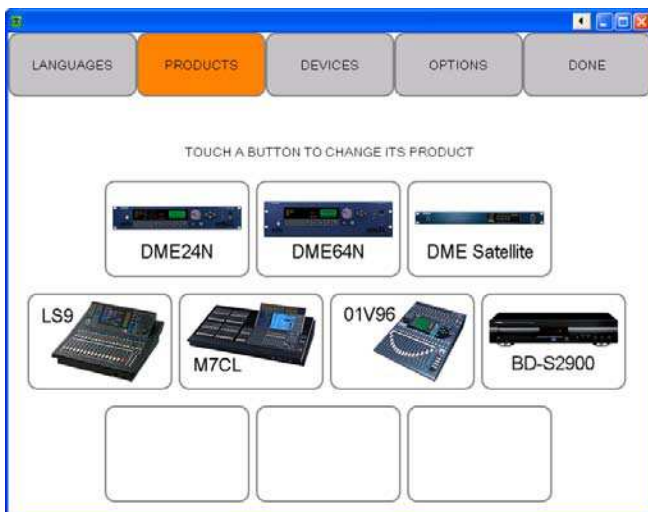 LANGUAGES PRODUCTS DEVICES OPTIONS DONE
TOUCH A BUTTON TO CHANGE ITS PRODUCT
DME24N DME64N DME Satellite
LS9 M7CL 01V96 BD-S2900